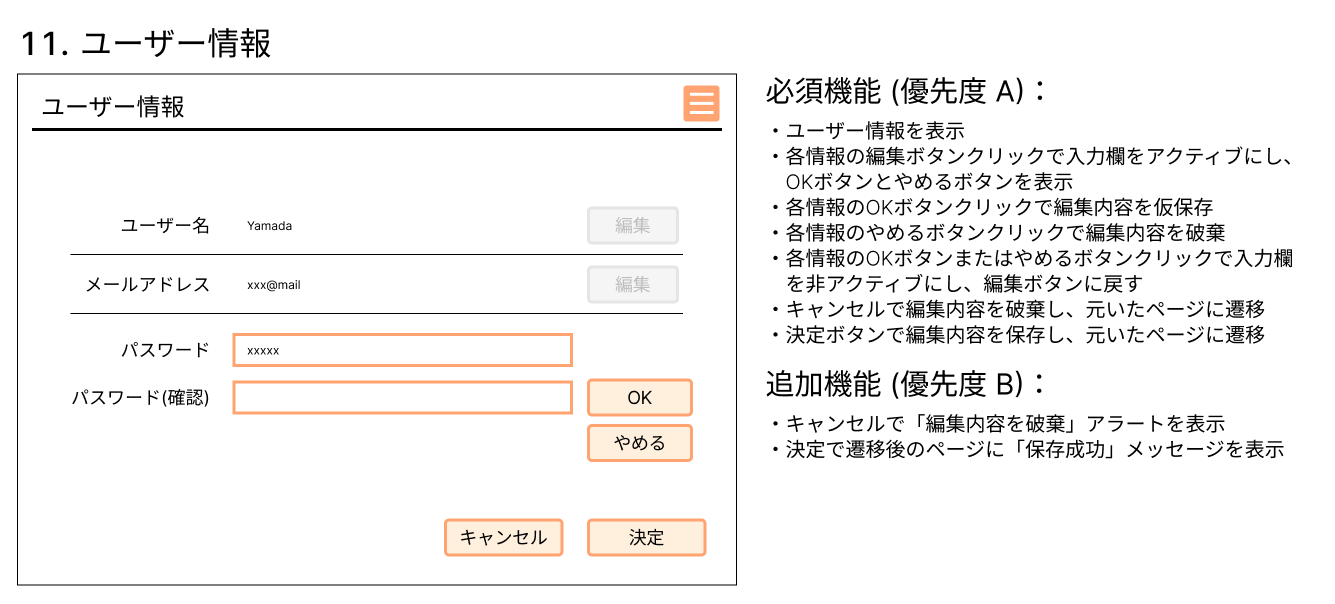 11. ユーザー情報
ユーザー情報
ユーザー名 Yamada 編集
メールアドレス xxx@mail 編集
パスワード xxxxx
パスワード(確認) OK
やめる
キャンセル 決定
必須機能 (優先度 A)：
・ユーザー情報を表示
・各情報の編集ボタンクリックで入力欄をアクティブにし、
OKボタンとやめるボタンを表示
・各情報のOKボタンクリックで編集内容を仮保存
・各情報のやめるボタンクリックで編集内容を破棄
・各情報のOKボタンまたはやめるボタンクリックで入力欄
を非アクティブにし、編集ボタンに戻す
・キャンセルで編集内容を破棄し、元いたページに遷移
・決定ボタンで編集内容を保存し、元いたページに遷移
追加機能 (優先度 B)：
・キャンセルで「編集内容を破棄」アラートを表示
・決定で遷移後のページに「保存成功」メッセージを表示